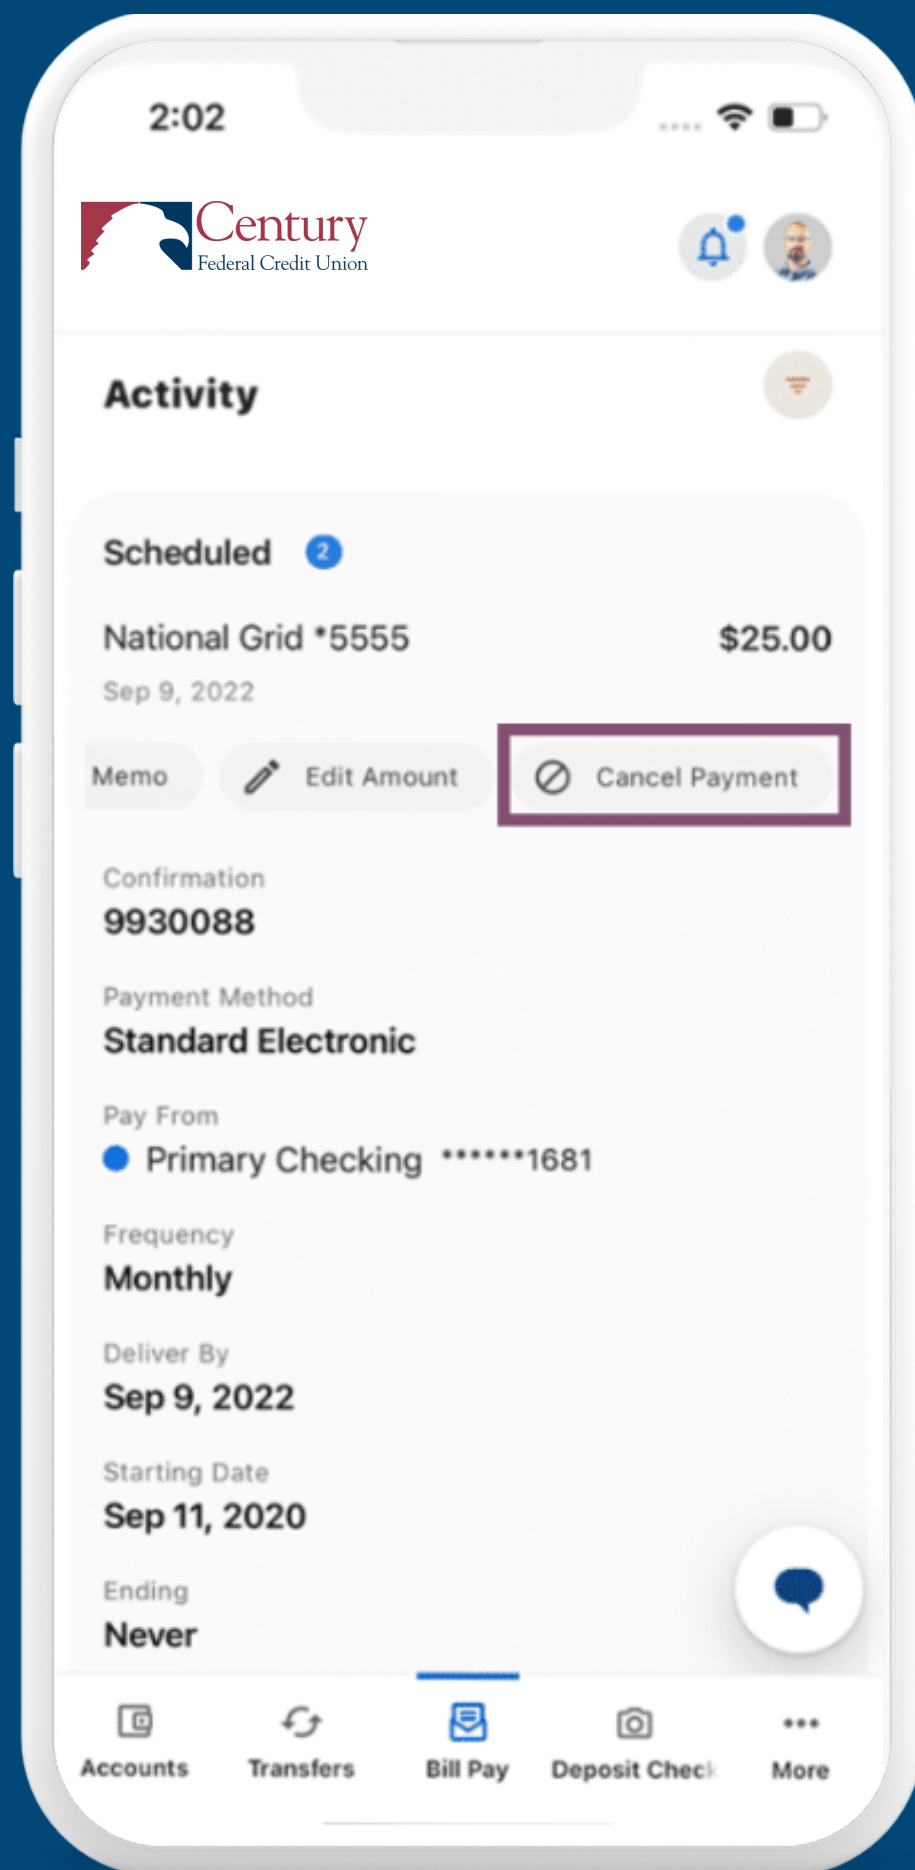 2:02
Century
Federal Credit Union
Activity
Scheduled 2
National Grid *5555 $25.00
Sep 9, 2022
Memo Edit Amount Cancel Payment
Confirmation
9930088
Payment Method
Standard Electronic
Pay From
Primary Checking ******1681
Frequency
Monthly
Deliver By
Sep 9, 2022
Starting Date
Sep 11, 2020
Ending
Never
Accounts Transfers Bill Pay Deposit Check More